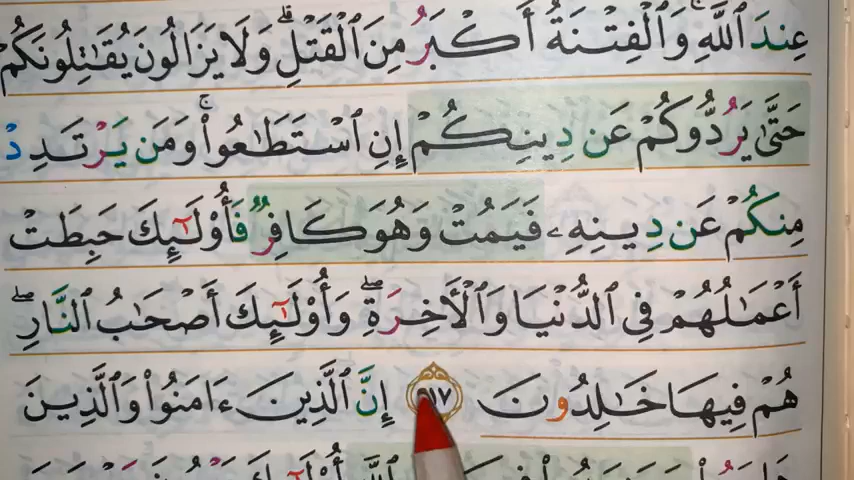 عِندَ ٱللَّهِۚ وَٱلْفِتْنَةُ أَكْبَرُ مِنَ ٱلْقَتْلِۗ وَلَا يَزَالُونَ يُقَـٰتِلُونَكُمْ
حَتَّىٰ يَرُدُّوكُمْ عَن دِينِكُمْ إِنِ ٱسْتَطَـٰعُوا۟ۚ وَمَن يَرْتَدِدْ
مِنكُمْ عَن دِينِهِۦ فَيَمُتْ وَهُوَ كَافِرٌ فَأُو۟لَـٰٓئِكَ حَبِطَتْ
أَعْمَـٰلُهُمْ فِى ٱلدُّنْيَا وَٱلْـَٔاخِرَةِۖ وَأُو۟لَـٰٓئِكَ أَصْحَـٰبُ ٱلنَّارِۖ
هُمْ فِيهَا خَـٰلِدُونَ ٢١٧ إِنَّ ٱلَّذِينَ ءَامَنُوا۟ وَٱلَّذِينَ